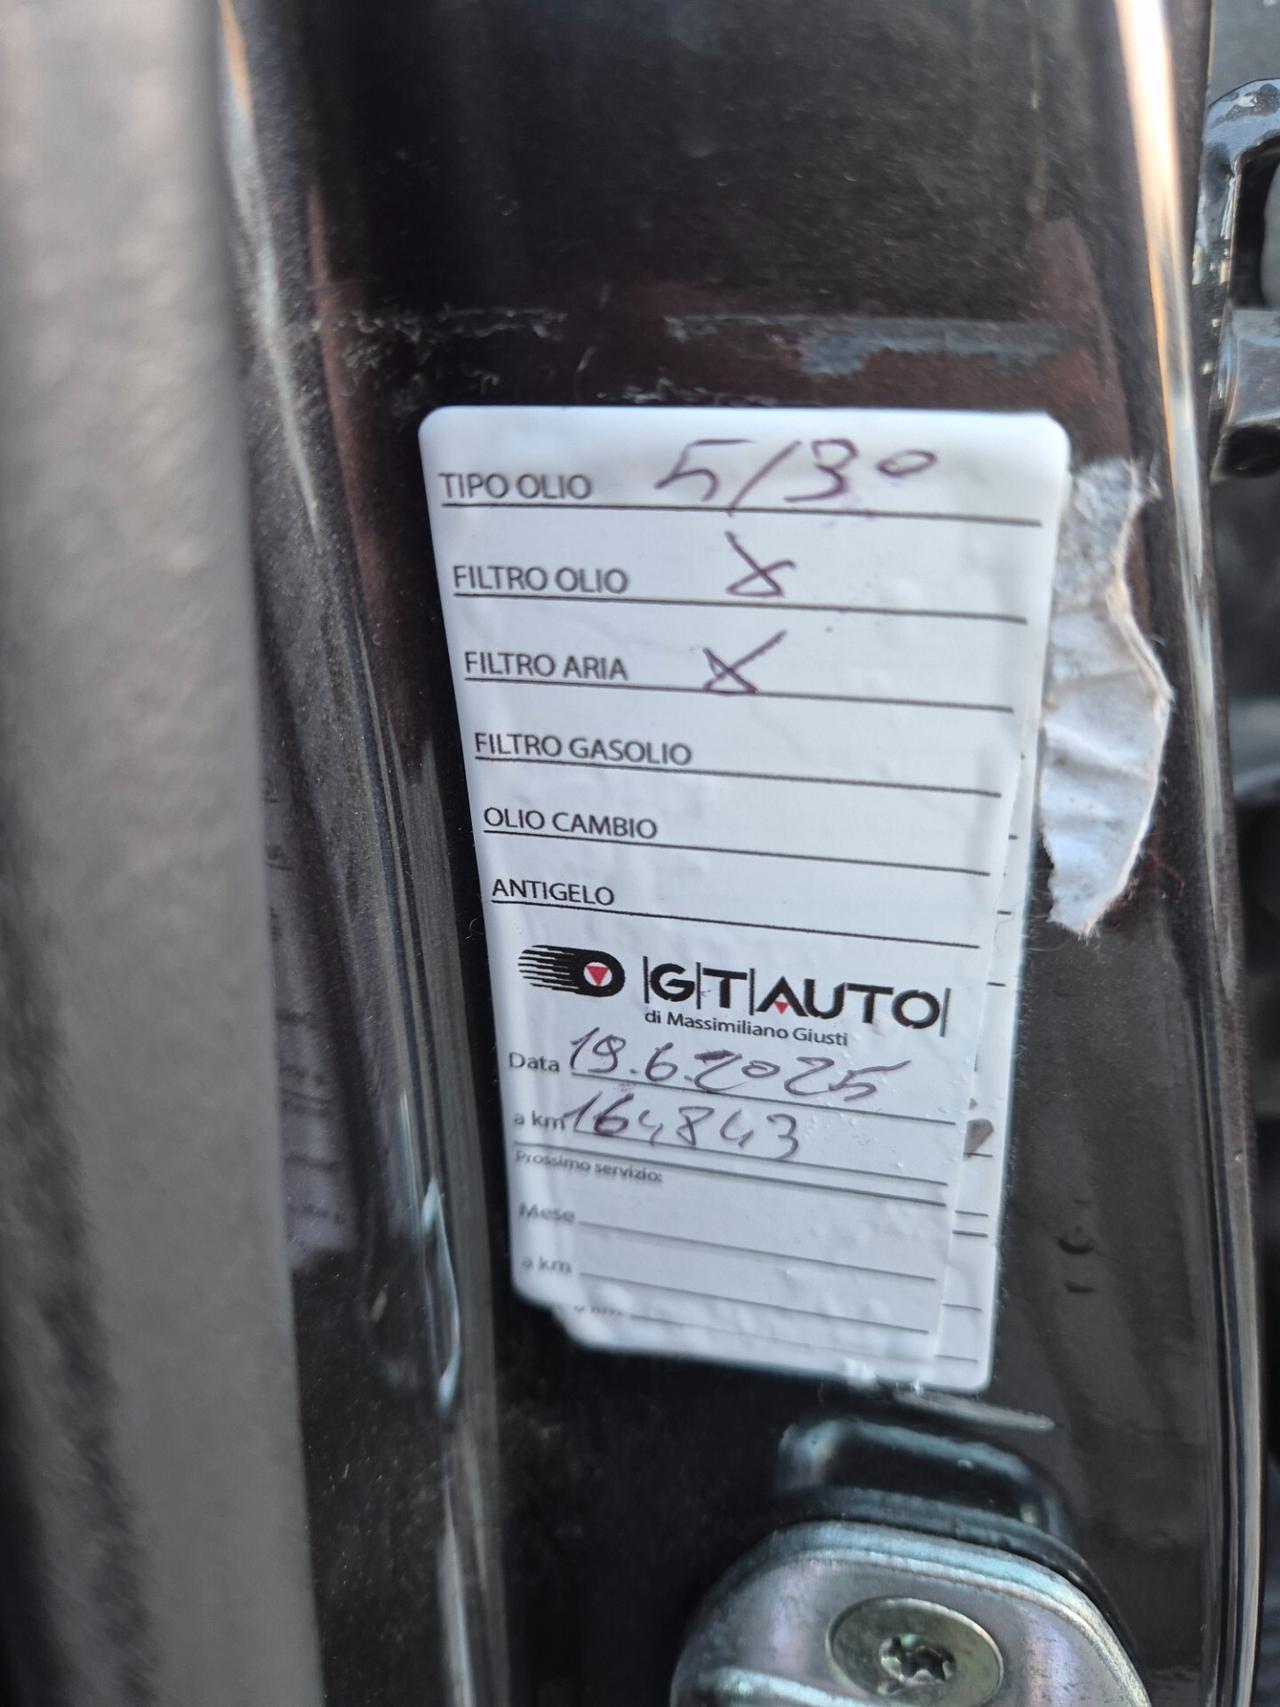 TIPO OLIO 5/30
FILTRO OLIO X
FILTRO ARIA X
FILTRO GASOLIO
OLIO CAMBIO
ANTIGELO
|G|T|AUTO|
di Massimiliano Giusti
Data 19.6.2025
a km 164843
Prossimo servizio:
Mese
a km
a km